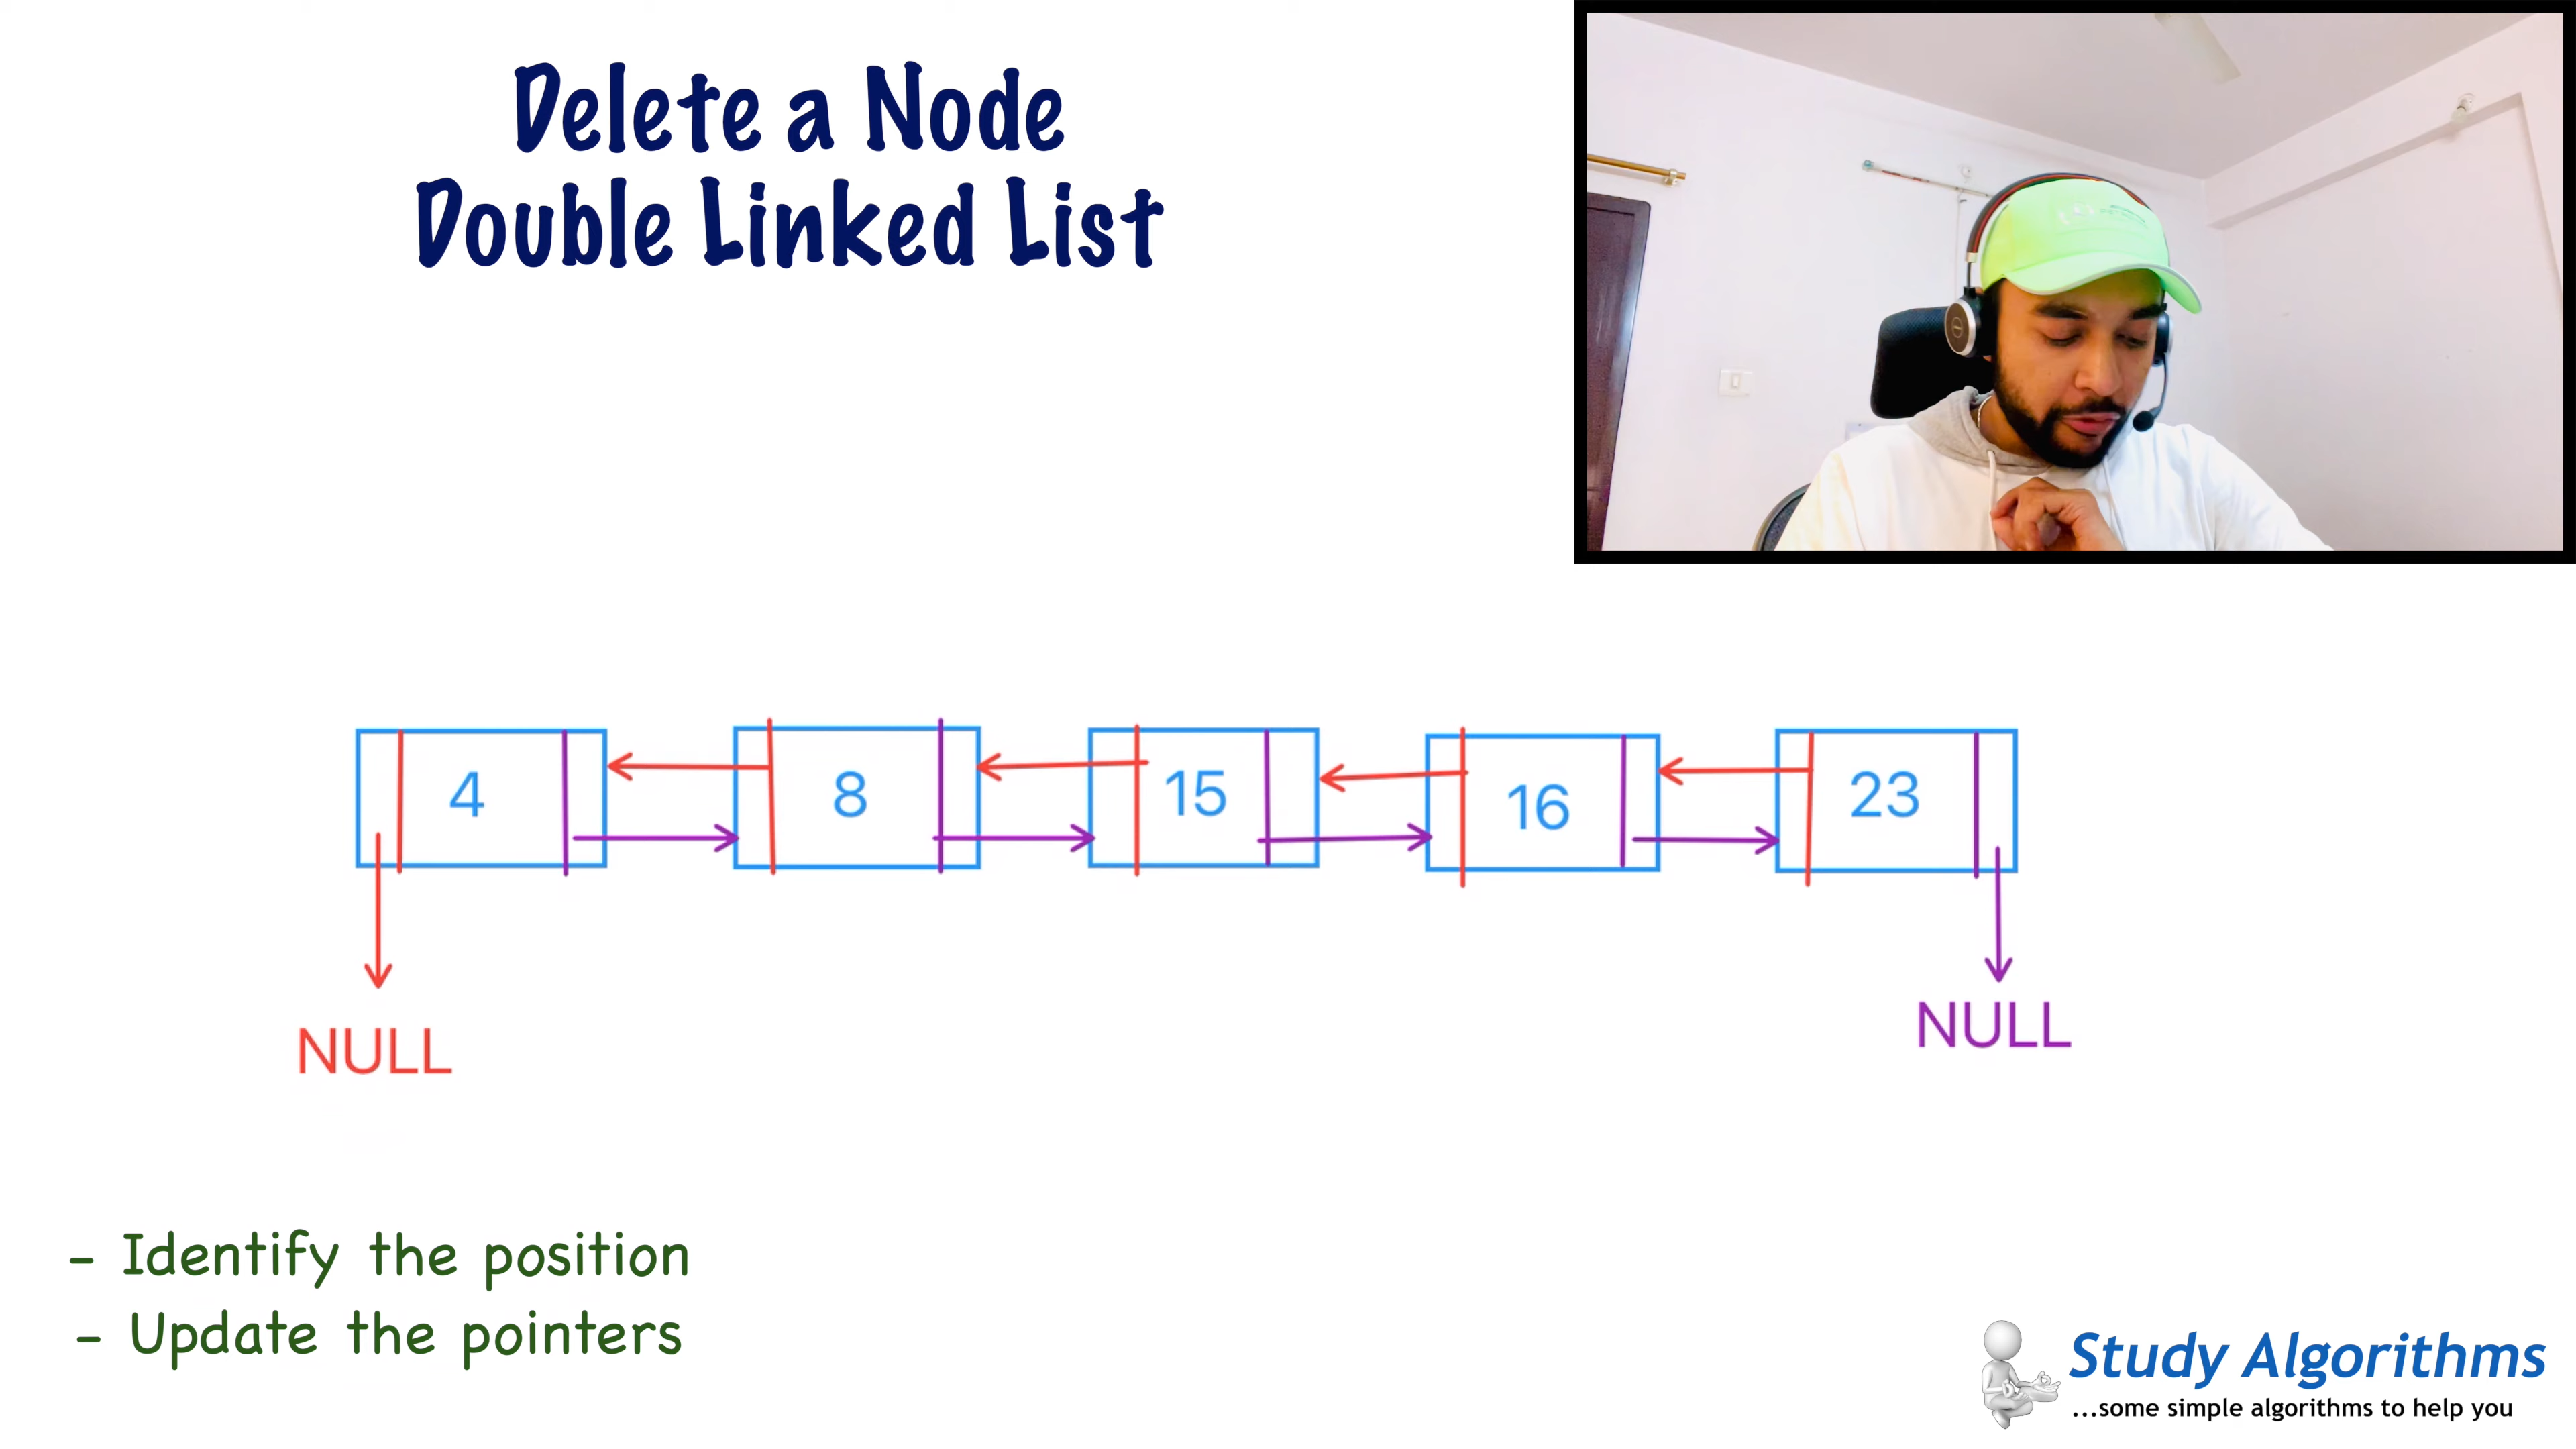 Delete a Node
Double Linked List
4
8
15
16
23
NULL
NULL
- Identify the position
- Update the pointers
Study Algorithms
...some simple algorithms to help you